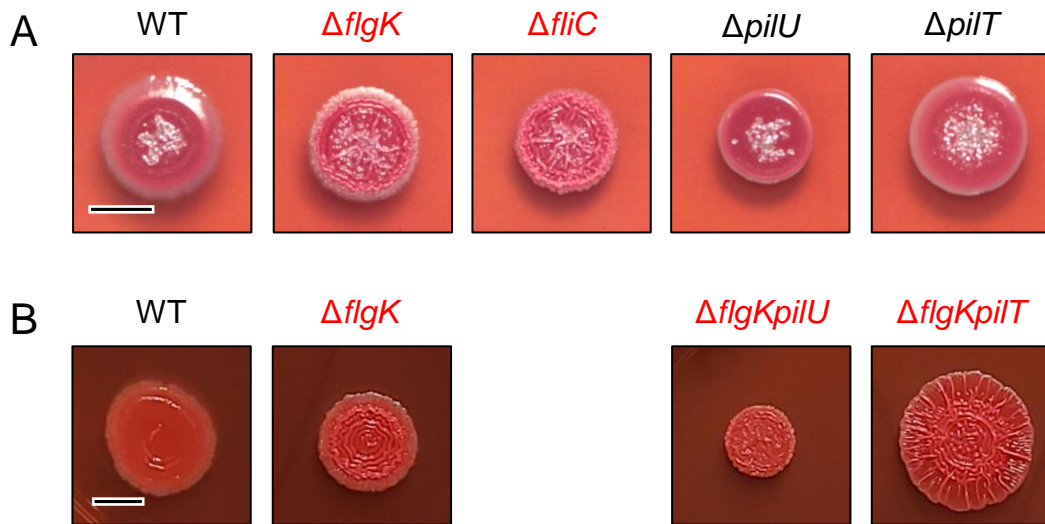 A
WT ΔflgK ΔfliC ΔpilU ΔpilT
B
WT ΔflgK ΔflgKpilU ΔflgKpilT